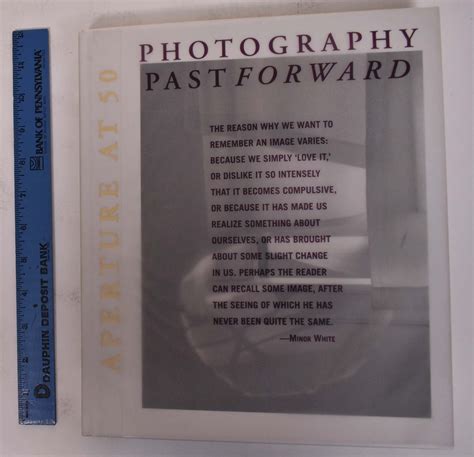 PHOTOGRAPHY
PAST FORWARD
APERTURE AT 50
THE REASON WHY WE WANT TO
REMEMBER AN IMAGE VARIES:
BECAUSE WE SIMPLY 'LOVE IT,'
OR DISLIKE IT SO INTENSELY
THAT IT BECOMES COMPULSIVE,
OR BECAUSE IT HAS MADE US
REALIZE SOMETHING ABOUT
OURSELVES, OR HAS BROUGHT
ABOUT SOME SLIGHT CHANGE
IN US. PERHAPS THE READER
CAN RECALL SOME IMAGE, AFTER
THE SEEING OF WHICH HE HAS
NEVER BEEN QUITE THE SAME.
—MINOR WHITE
BANK OF PENNSYLVANIA
DAUPHIN DEPOSIT BANK